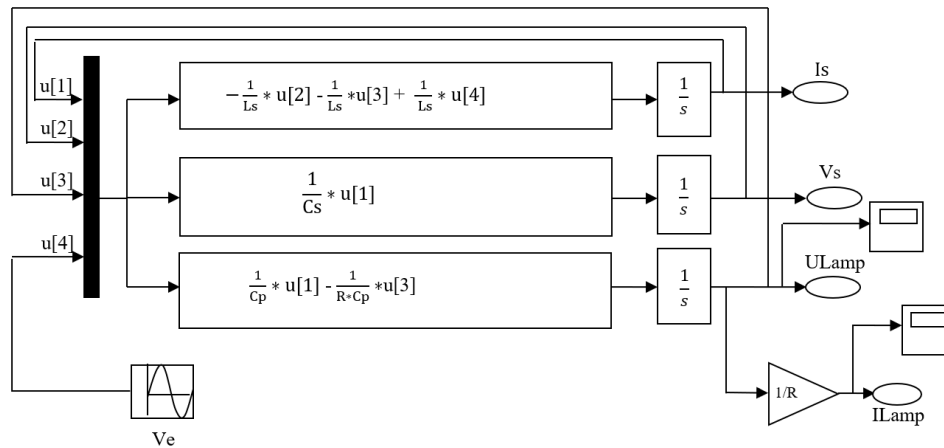 Is
u[1]
-1/Ls * u[2] - 1/Ls *u[3] + 1/Ls * u[4]
1/s
u[2]
Vs
u[3]
1/Cs * u[1]
1/s
u[4]
ULamp
1/Cp * u[1] - 1/R*Cp *u[3]
1/s
1/R
ILamp
Ve